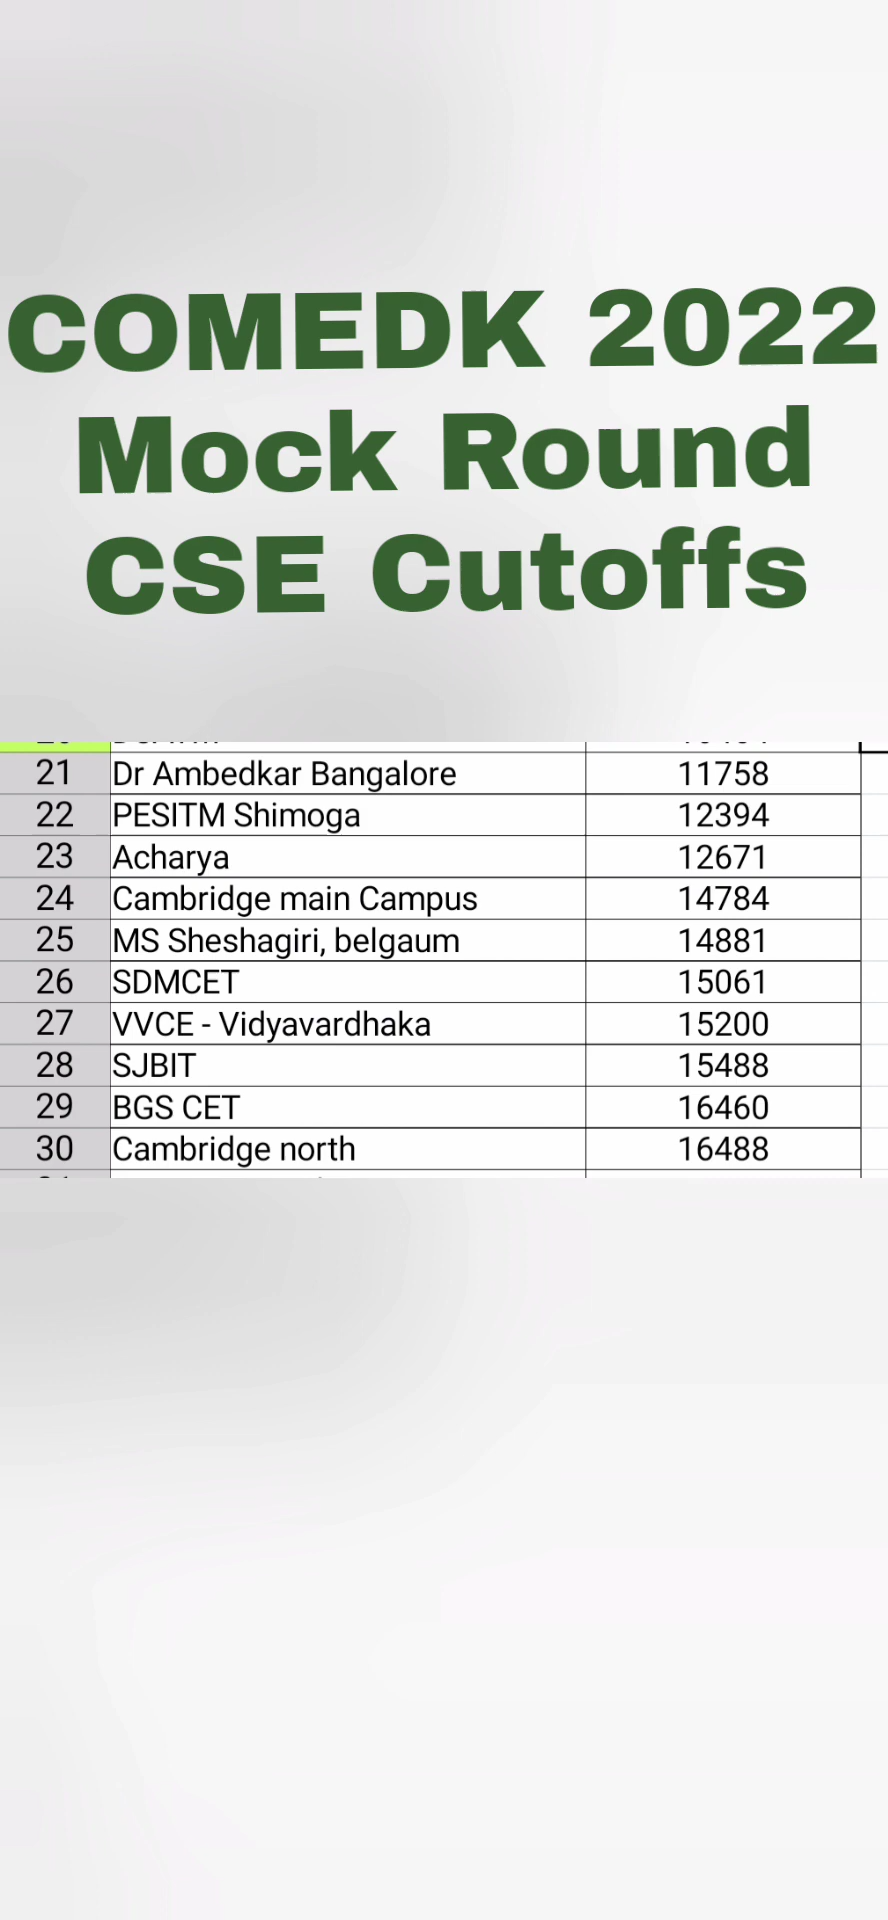 COMEDK 2022
Mock Round
CSE Cutoffs
21 Dr Ambedkar Bangalore 11758
22 PESITM Shimoga 12394
23 Acharya 12671
24 Cambridge main Campus 14784
25 MS Sheshagiri, belgaum 14881
26 SDMCET 15061
27 VVCE - Vidyavardhaka 15200
28 SJBIT 15488
29 BGS CET 16460
30 Cambridge north 16488